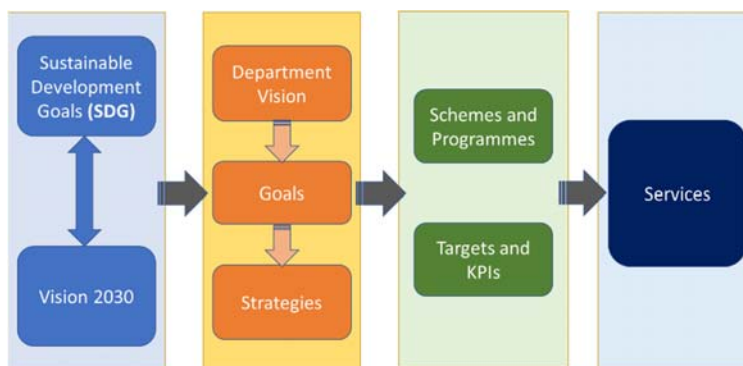 Sustainable
Development
Goals (SDG)
Vision 2030
Department
Vision
Goals
Strategies
Schemes and
Programmes
Targets and
KPIs
Services